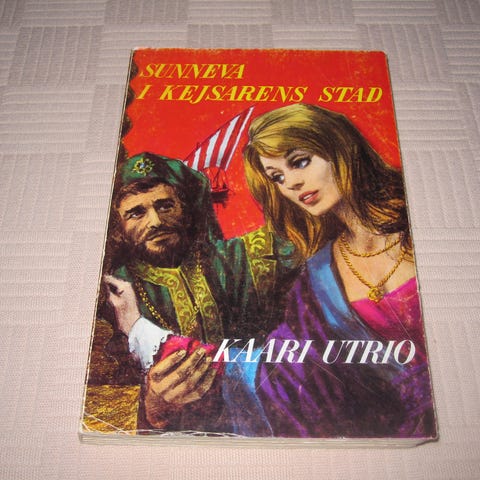 SUNNEVA
I KEJSARENS STAD
KAARI UTRIO